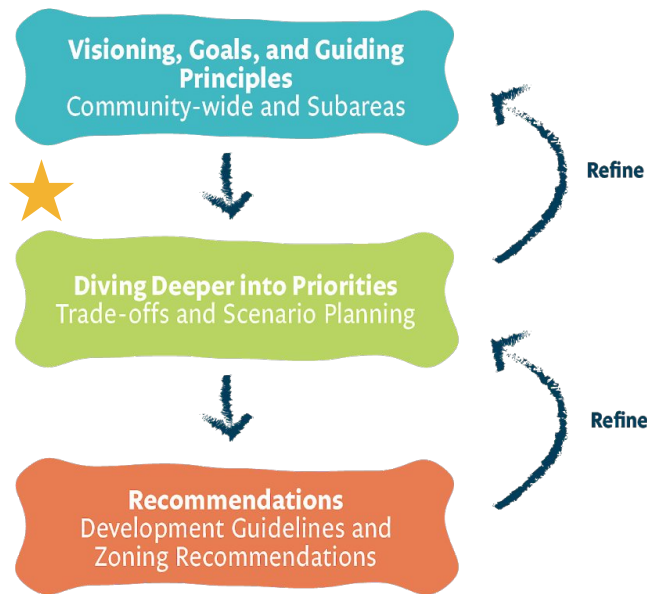 Visioning, Goals, and Guiding
Principles
Community-wide and Subareas
Refine
Diving Deeper into Priorities
Trade-offs and Scenario Planning
Refine
Recommendations
Development Guidelines and
Zoning Recommendations